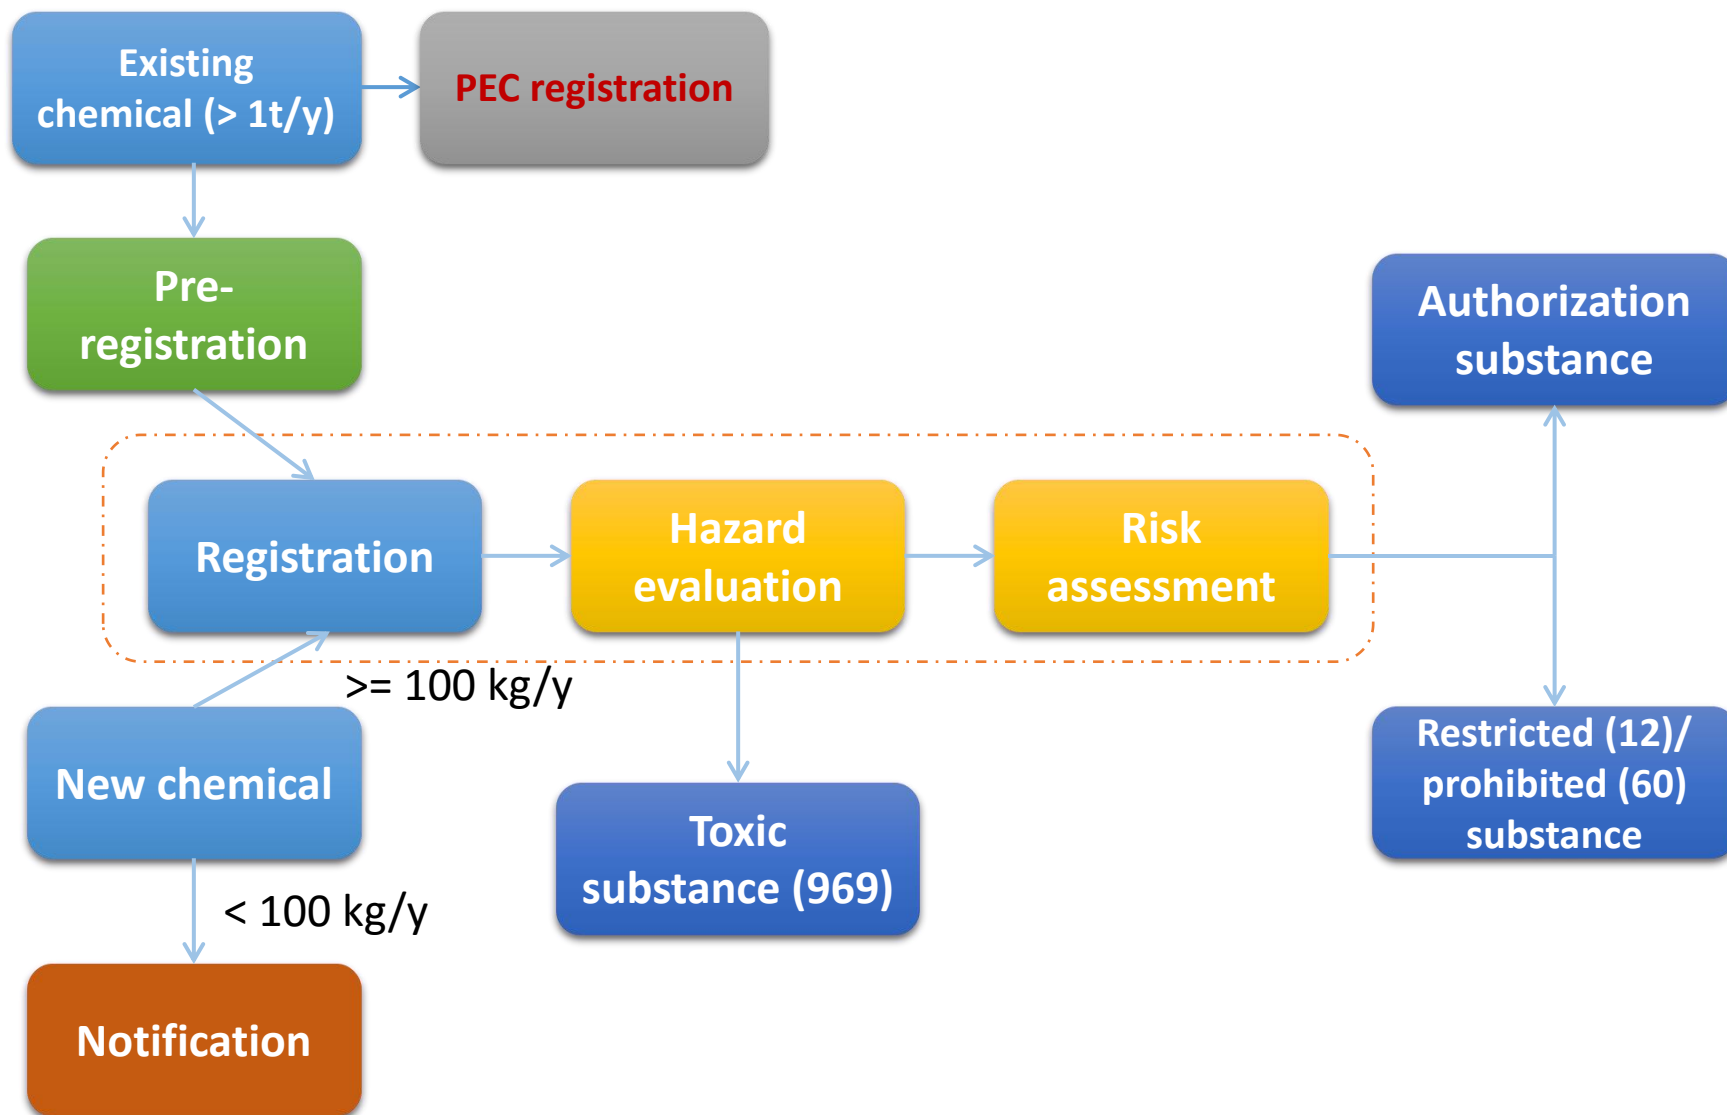 Existing
chemical (> 1t/y)
PEC registration
Pre-
registration
Authorization
substance
Registration
Hazard
evaluation
Risk
assessment
>= 100 kg/y
New chemical
Toxic
substance (969)
Restricted (12)/
prohibited (60)
substance
< 100 kg/y
Notification